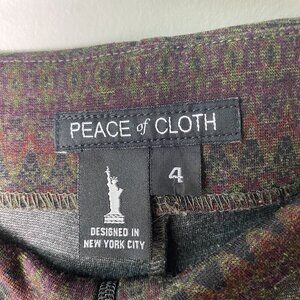 PEACE of CLOTH
4
DESIGNED IN
NEW YORK CITY